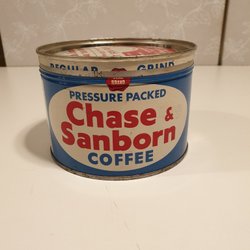 REGULAR GRIND
PRESSURE PACKED
Chase &
Sanborn
COFFEE